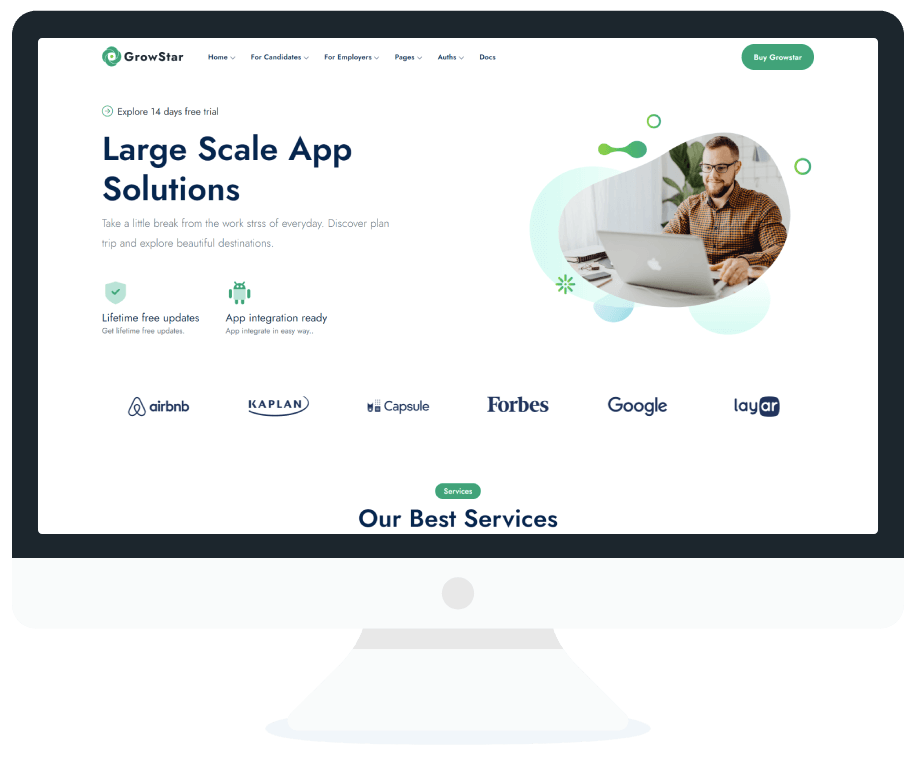 GrowStar Home For Candidates For Employers Pages Auths Docs Buy Growstar
Explore 14 days free trial
Large Scale App
Solutions
Take a little break from the work strss of everyday. Discover plan
trip and explore beautiful destinations.
Lifetime free updates
Get lifetime free updates.
App integration ready
App integrate in easy way..
airbnb KAPLAN Capsule Forbes Google layar
Services
Our Best Services